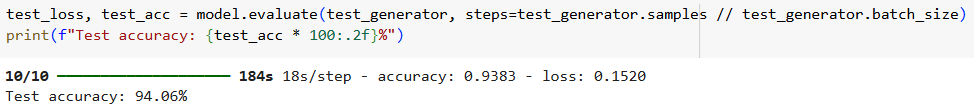 test_loss, test_acc = model.evaluate(test_generator, steps=test_generator.samples // test_generator.batch_size)
print(f"Test accuracy: {test_acc * 100:.2f}%")
10/10 ━━━━━━━━━━━━━━━━━━━━ 184s 18s/step - accuracy: 0.9383 - loss: 0.1520
Test accuracy: 94.06%